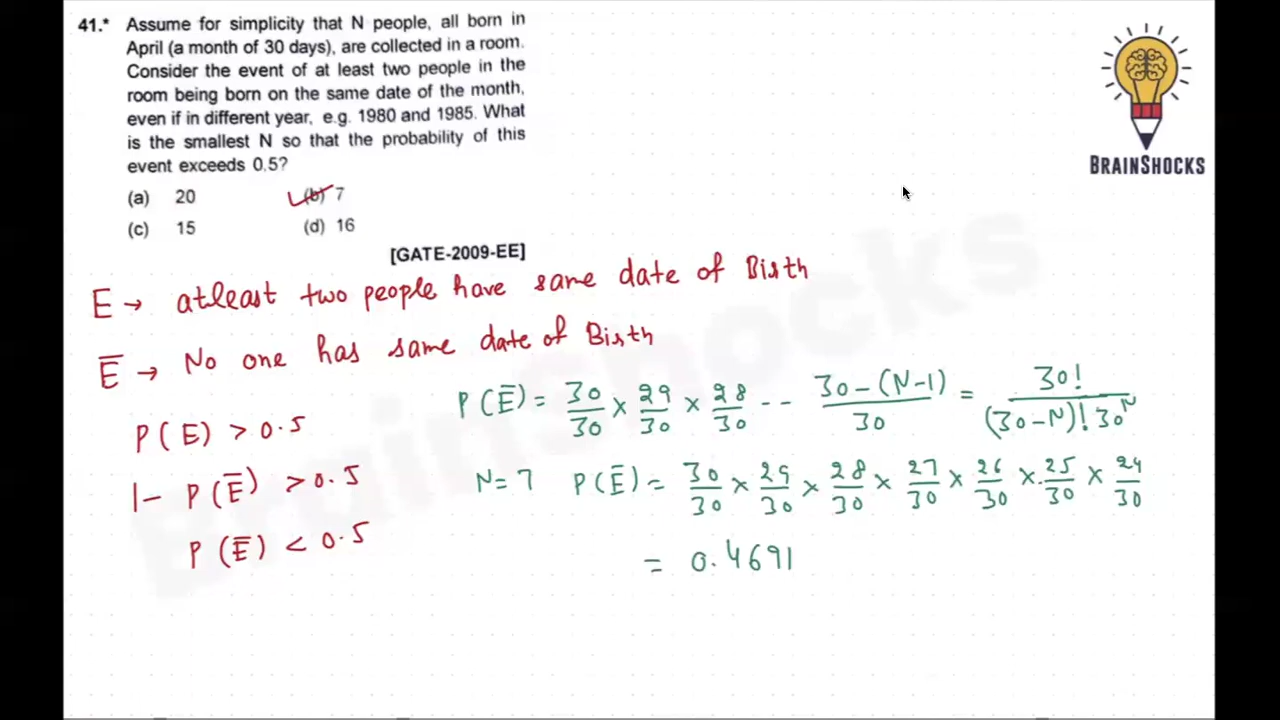 41.* Assume for simplicity that N people, all born in
April (a month of 30 days), are collected in a room.
Consider the event of at least two people in the
room being born on the same date of the month,
even if in different year, e.g. 1980 and 1985. What
is the smallest N so that the probability of this
event exceeds 0.5?
(a) 20 (b) 7
(c) 15 (d) 16
[GATE-2009-EE]
BRAINSHOCKS
E → atleast two people have same date of Birth
E̅ → No one has same date of Birth
P(E̅) = 30/30 × 29/30 × 28/30 -- 30-(N-1)/30 = 30!/(30-N)! 30^N
P(E) > 0.5
1- P(E̅) > 0.5
P(E̅) < 0.5
N=7 P(E̅) = 30/30 × 29/30 × 28/30 × 27/30 × 26/30 × 25/30 × 24/30
= 0.4691
Brainshocks